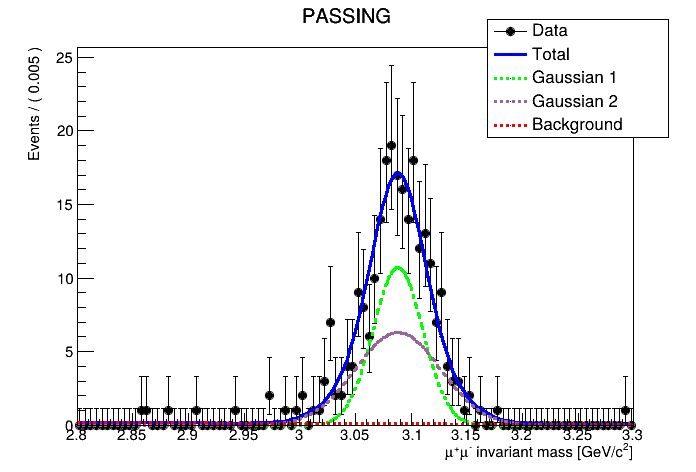 PASSING
Data
Total
Gaussian 1
Gaussian 2
Background
Events / ( 0.005 )
25
20
15
10
5
0
2.8 2.85 2.9 2.95 3 3.05 3.1 3.15 3.2 3.25 3.3
μ⁺μ⁻ invariant mass [GeV/c²]